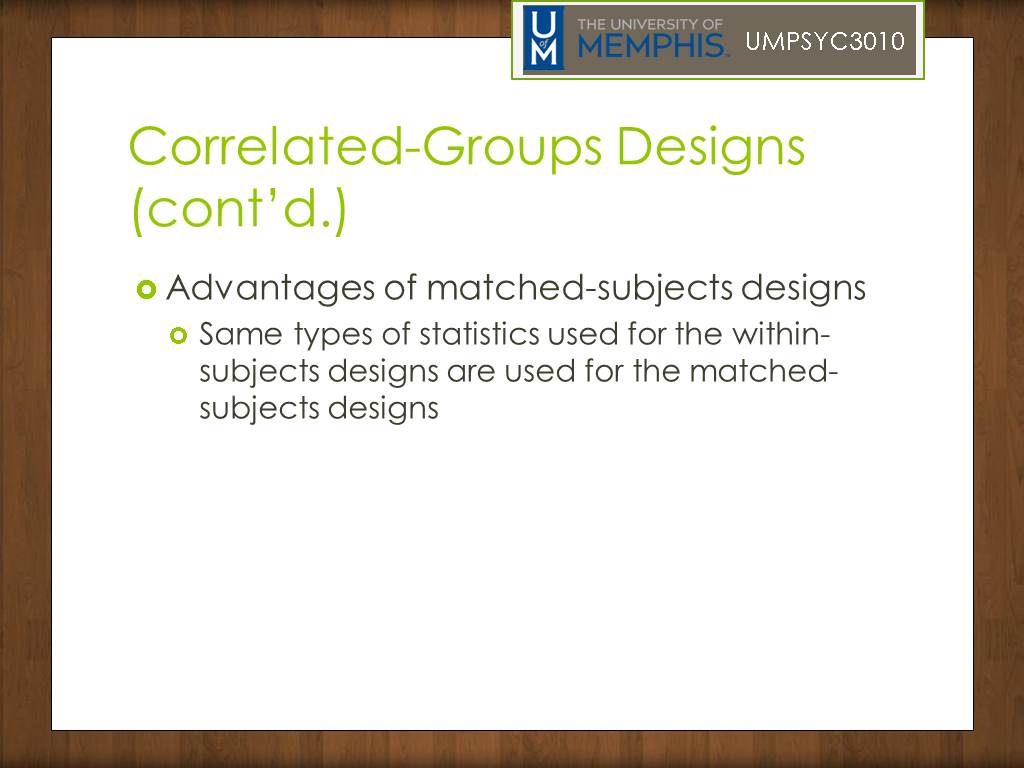 U
of
M
THE UNIVERSITY OF
MEMPHIS™
UMPSYC3010
Correlated-Groups Designs
(cont’d.)
Advantages of matched-subjects designs
Same types of statistics used for the within-
subjects designs are used for the matched-
subjects designs